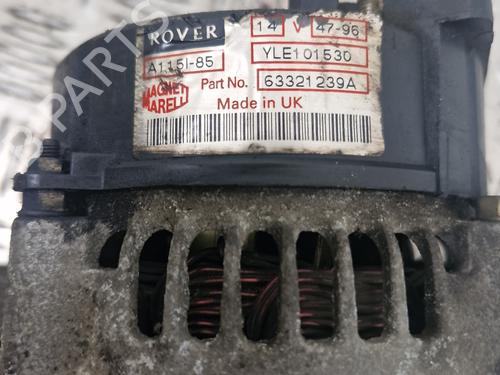 ROVER 14 V 47-96
A115I-85 YLE101530
MAGNETI MARELLI Part No. 63321239A
Made in UK